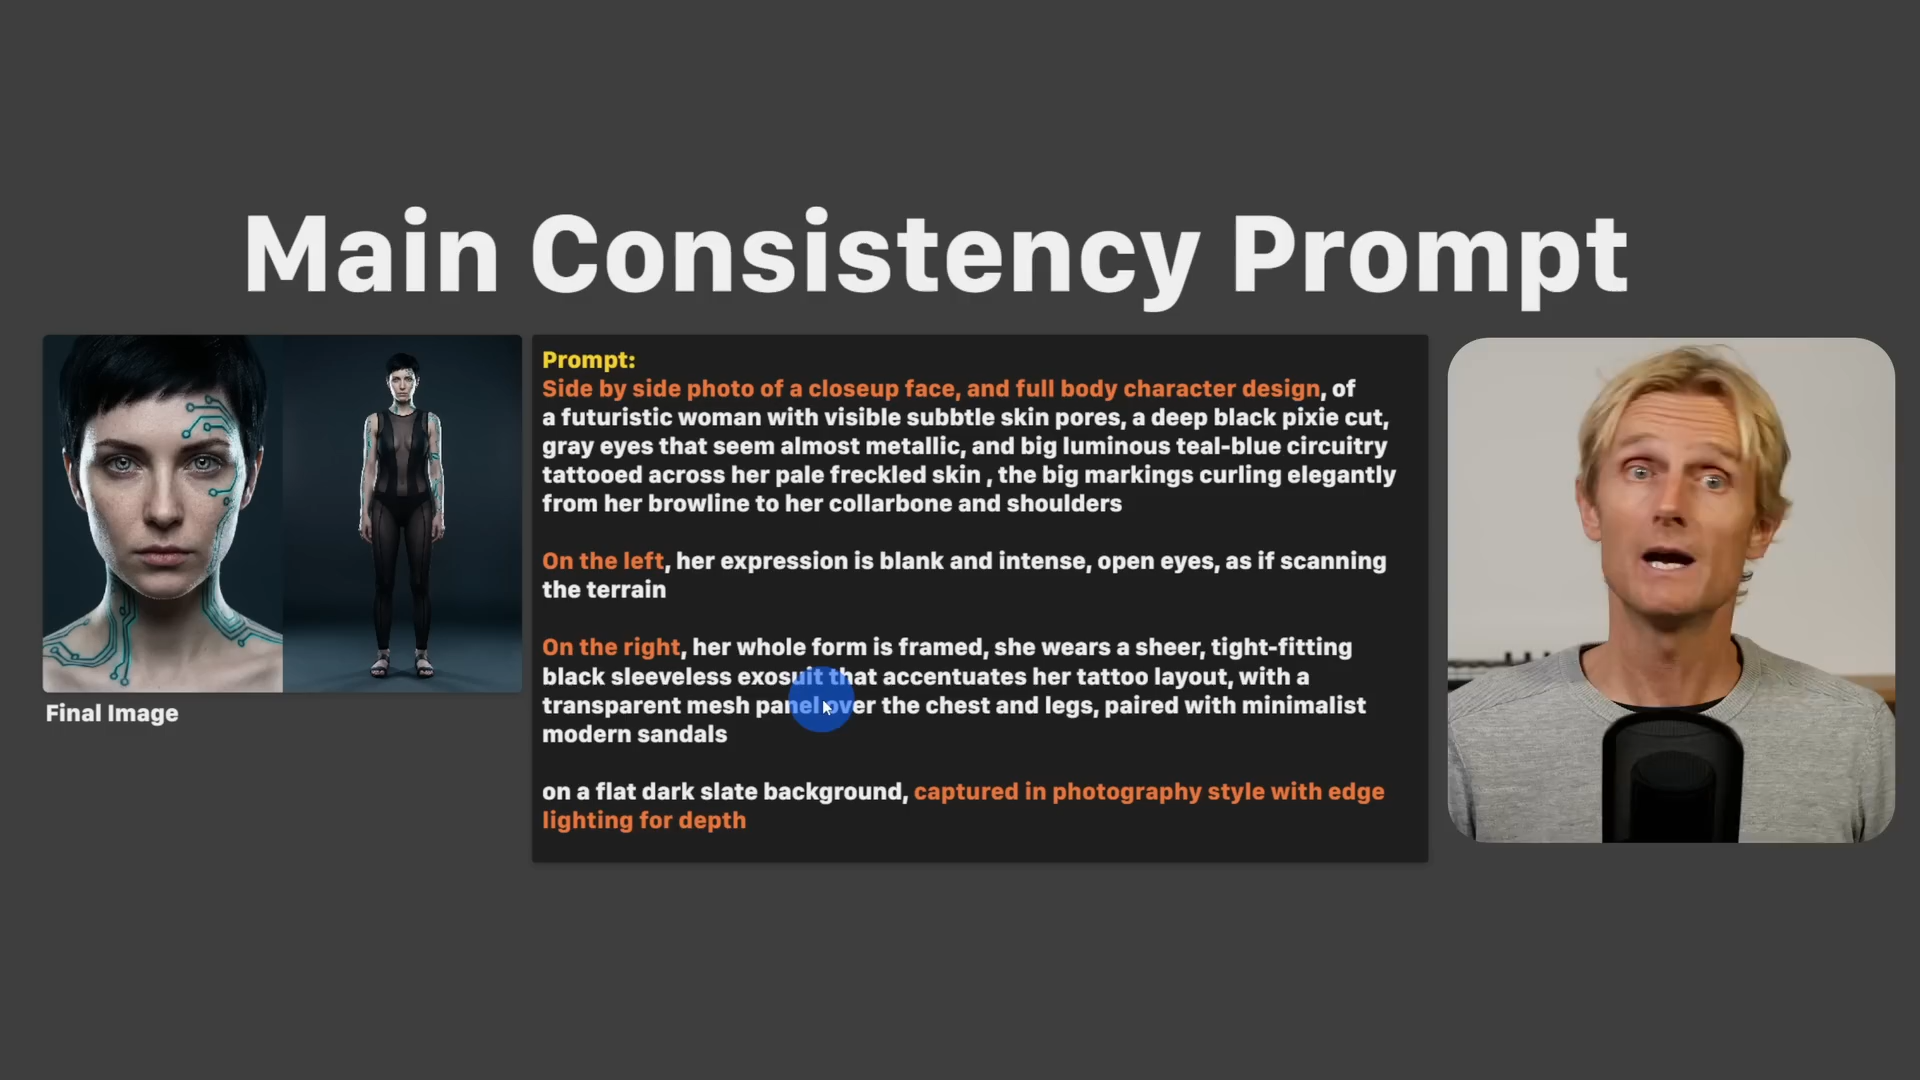 Main Consistency Prompt
Prompt:
Side by side photo of a closeup face, and full body character design, of
a futuristic woman with visible subbtle skin pores, a deep black pixie cut,
gray eyes that seem almost metallic, and big luminous teal-blue circuitry
tattooed across her pale freckled skin , the big markings curling elegantly
from her browline to her collarbone and shoulders
On the left, her expression is blank and intense, open eyes, as if scanning
the terrain
On the right, her whole form is framed, she wears a sheer, tight-fitting
black sleeveless exosuit that accentuates her tattoo layout, with a
transparent mesh panel over the chest and legs, paired with minimalist
modern sandals
on a flat dark slate background, captured in photography style with edge
lighting for depth
Final Image